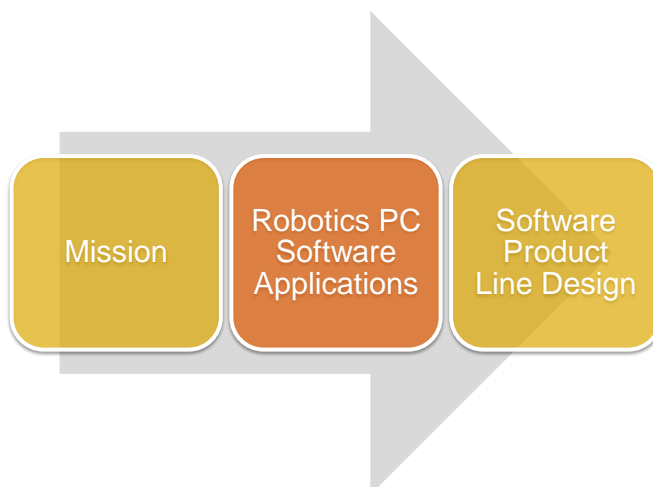 Mission
Robotics PC
Software
Applications
Software
Product
Line Design